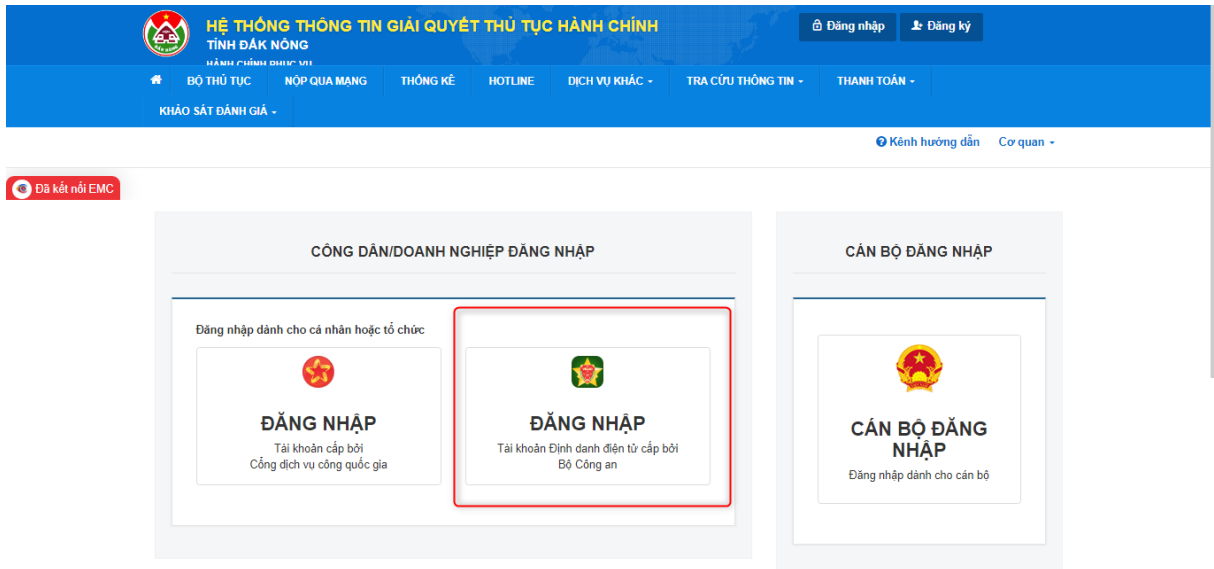 HỆ THỐNG THÔNG TIN GIẢI QUYẾT THỦ TỤC HÀNH CHÍNH
TỈNH ĐẮK NÔNG
HÀNH CHÍNH PHỤC VỤ
Đăng nhập
Đăng ký
BỘ THỦ TỤC
NỘP QUA MẠNG
THỐNG KÊ
HOTLINE
DỊCH VỤ KHÁC
TRA CỨU THÔNG TIN
THANH TOÁN
KHẢO SÁT ĐÁNH GIÁ
Kênh hướng dẫn
Cơ quan
Đã kết nối EMC
CÔNG DÂN/DOANH NGHIỆP ĐĂNG NHẬP
Đăng nhập dành cho cá nhân hoặc tổ chức
ĐĂNG NHẬP
Tài khoản cấp bởi
Cổng dịch vụ công quốc gia
ĐĂNG NHẬP
Tài khoản Định danh điện tử cấp bởi
Bộ Công an
CÁN BỘ ĐĂNG NHẬP
CÁN BỘ ĐĂNG
NHẬP
Đăng nhập dành cho cán bộ